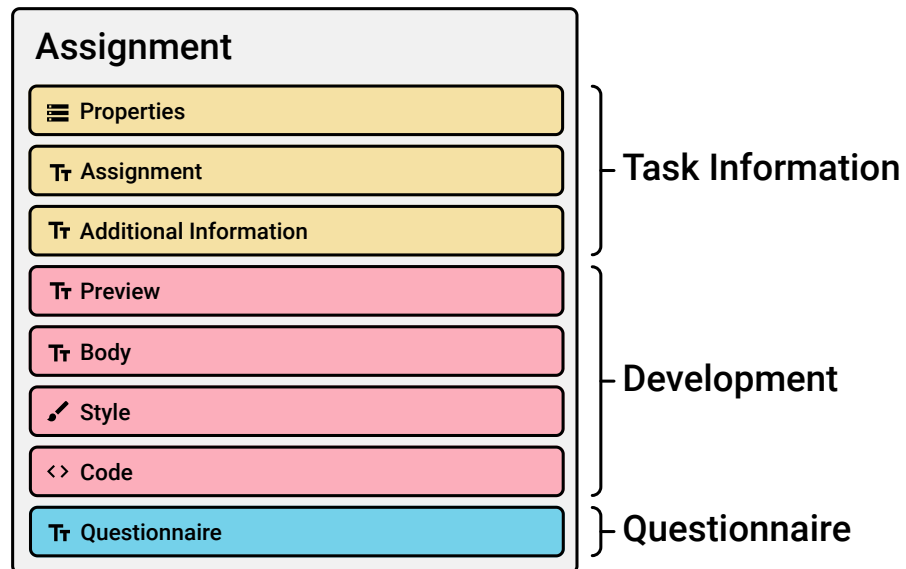 Assignment
Properties
Assignment
Additional Information
Task Information
Preview
Body
Style
Code
Development
Questionnaire
Questionnaire